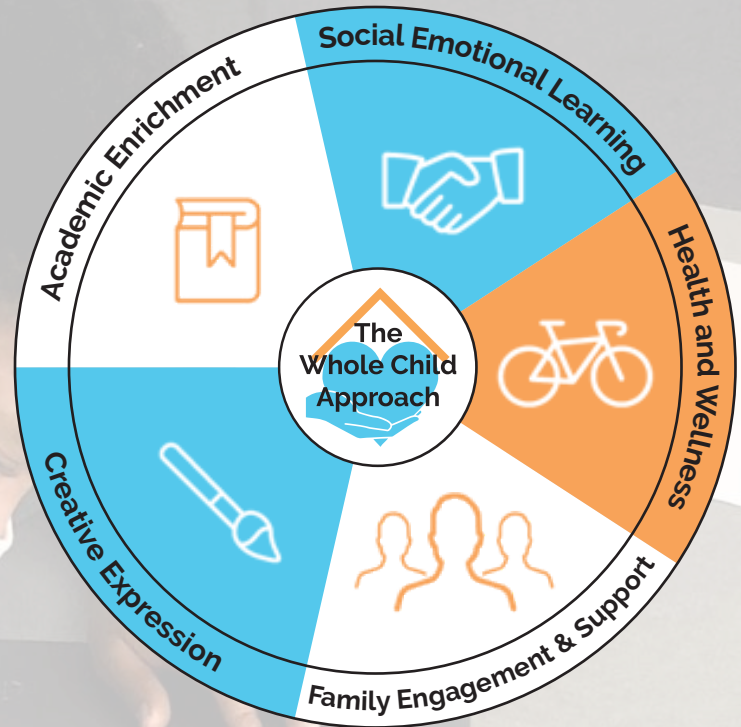 Social Emotional Learning
Health and Wellness
Family Engagement & Support
Creative Expression
Academic Enrichment
The
Whole Child
Approach